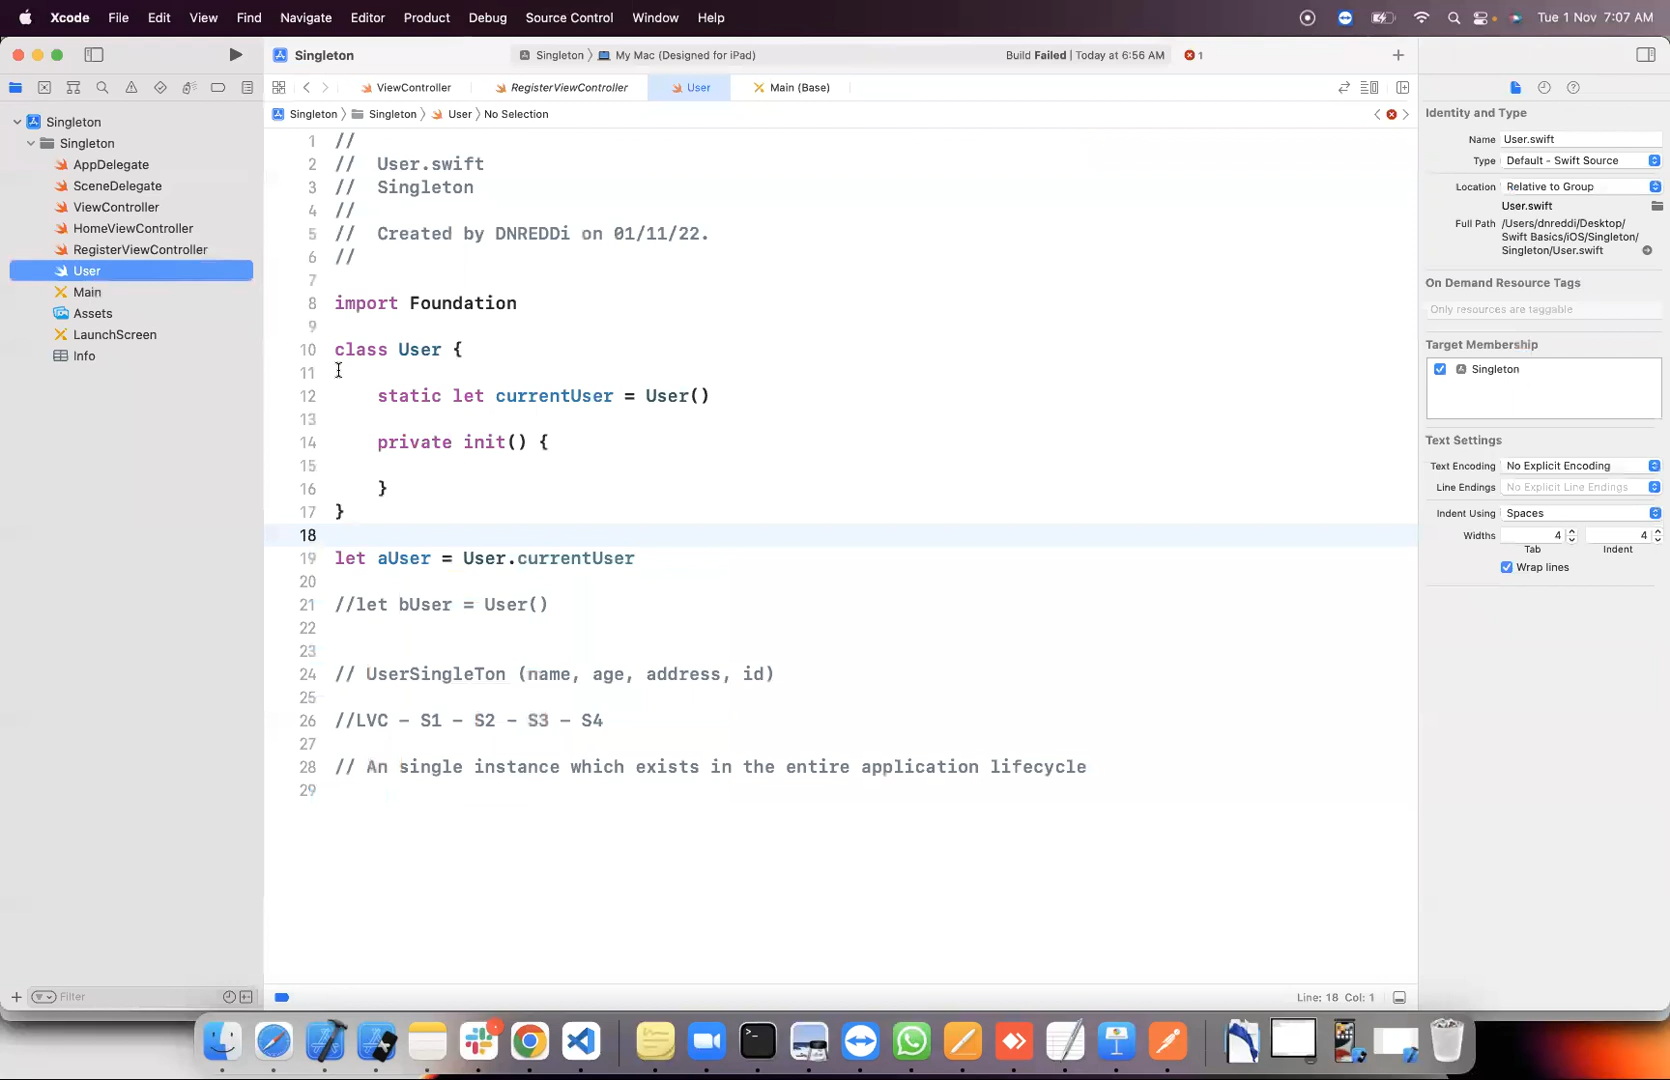 Xcode File Edit View Find Navigate Editor Product Debug Source Control Window Help Tue 1 Nov 7:07 AM
Singleton Singleton My Mac (Designed for iPad) Build Failed | Today at 6:56 AM 1
ViewController RegisterViewController User Main (Base)
Singleton Singleton User No Selection
Singleton
Singleton
AppDelegate
SceneDelegate
ViewController
HomeViewController
RegisterViewController
User
Main
Assets
LaunchScreen
Info
Filter
1 //
2 // User.swift
3 // Singleton
4 //
5 // Created by DNREDDi on 01/11/22.
6 //
7
8 import Foundation
9
10 class User {
11
12 static let currentUser = User()
13
14 private init() {
15
16 }
17 }
18
19 let aUser = User.currentUser
20
21 //let bUser = User()
22
23
24 // UserSingleTon (name, age, address, id)
25
26 //LVC - S1 - S2 - S3 - S4
27
28 // An single instance which exists in the entire application lifecycle
29
Line: 18 Col: 1
Identity and Type
Name User.swift
Type Default - Swift Source
Location Relative to Group
User.swift
Full Path /Users/dnreddi/Desktop/
Swift Basics/iOS/Singleton/
Singleton/User.swift
On Demand Resource Tags
Only resources are taggable
Target Membership
Singleton
Text Settings
Text Encoding No Explicit Encoding
Line Endings No Explicit Line Endings
Indent Using Spaces
Widths 4 4
Tab Indent
Wrap lines